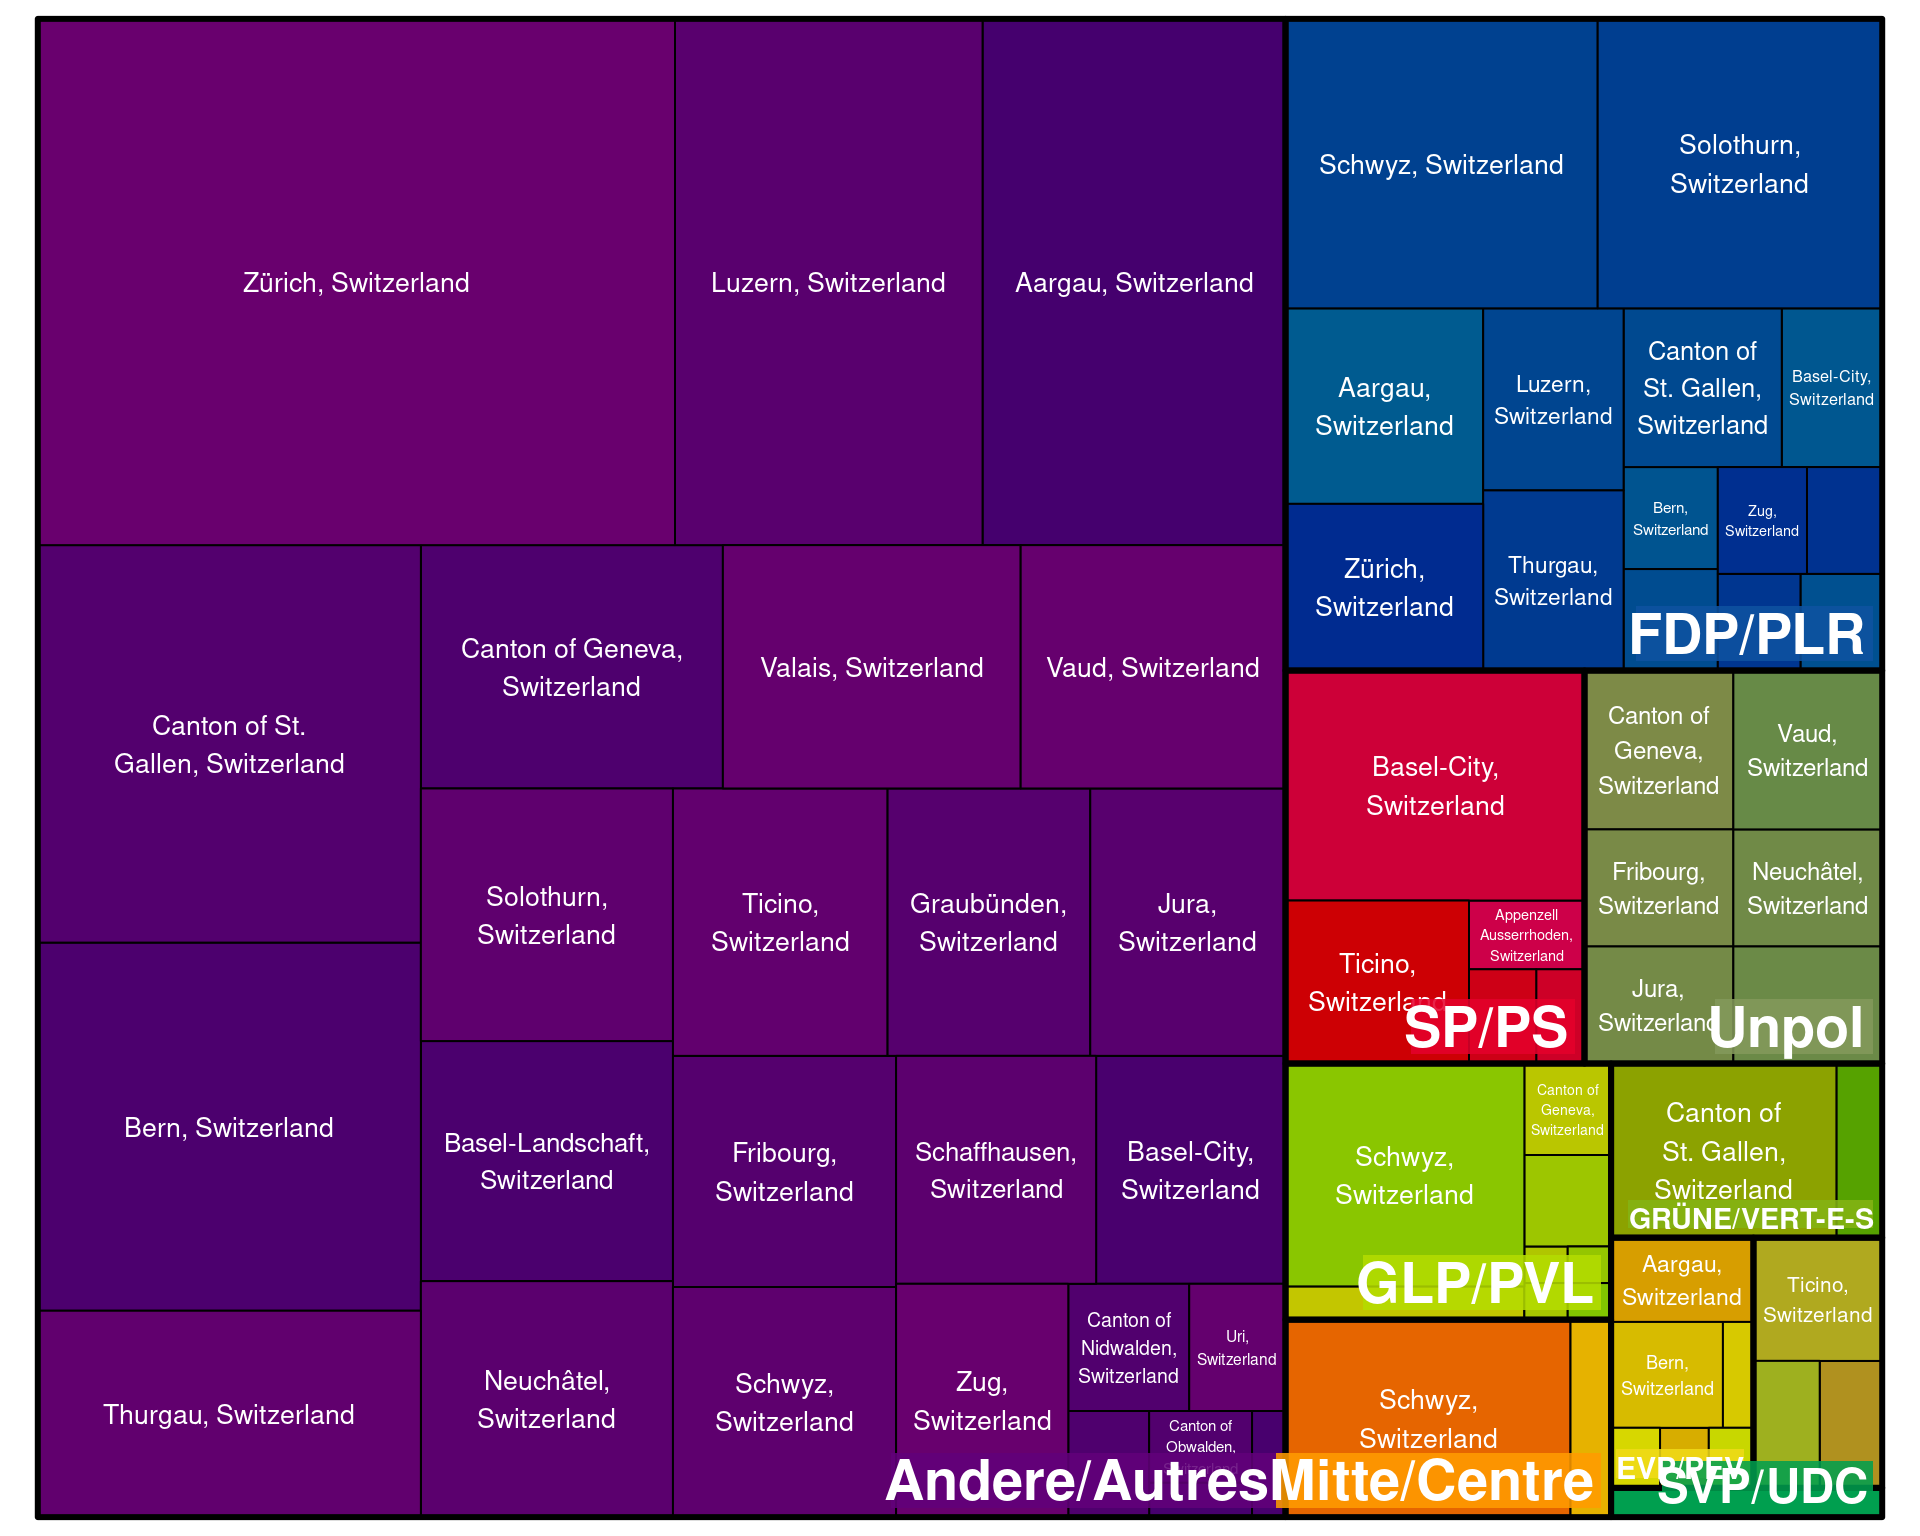 Zürich, Switzerland
Luzern, Switzerland
Aargau, Switzerland
Canton of St.
Gallen, Switzerland
Bern, Switzerland
Thurgau, Switzerland
Canton of Geneva,
Switzerland
Valais, Switzerland
Vaud, Switzerland
Solothurn,
Switzerland
Basel-Landschaft,
Switzerland
Neuchâtel,
Switzerland
Ticino,
Switzerland
Graubünden,
Switzerland
Jura,
Switzerland
Fribourg,
Switzerland
Schwyz,
Switzerland
Schaffhausen,
Switzerland
Basel-City,
Switzerland
Zug,
Switzerland
Canton of
Nidwalden,
Switzerland
Uri,
Switzerland
Canton of
Obwalden,
Switzerland
Andere/Autres
Schwyz, Switzerland
Solothurn,
Switzerland
Aargau,
Switzerland
Zürich,
Switzerland
Luzern,
Switzerland
Thurgau,
Switzerland
Canton of
St. Gallen,
Switzerland
Basel-City,
Switzerland
Bern,
Switzerland
Zug,
Switzerland
FDP/PLR
Basel-City,
Switzerland
Ticino,
Switzerland
Appenzell
Ausserrhoden,
Switzerland
SP/PS
Canton of
Geneva,
Switzerland
Vaud,
Switzerland
Fribourg,
Switzerland
Neuchâtel,
Switzerland
Jura,
Switzerland
Unpol
Schwyz,
Switzerland
Canton of
Geneva,
Switzerland
GLP/PVL
Canton of
St. Gallen,
Switzerland
GRÜNE/VERT-E-S
Schwyz,
Switzerland
Mitte/Centre
Aargau,
Switzerland
Bern,
Switzerland
EVP/PEV
Ticino,
Switzerland
SVP/UDC